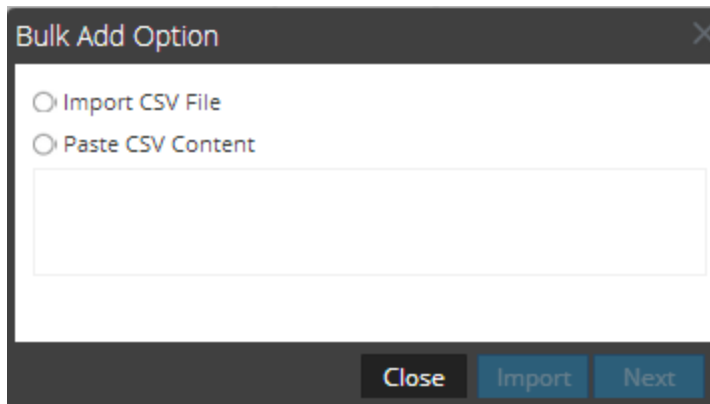 Bulk Add Option
Import CSV File
Paste CSV Content
Close Import Next